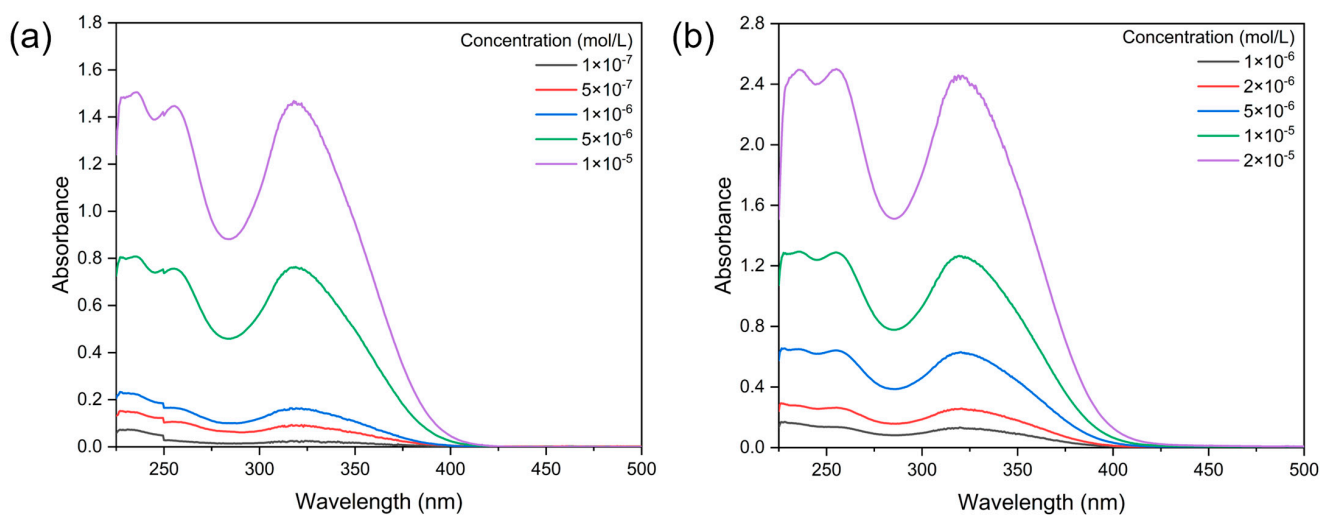 (a)
1.8
1.6
1.4
1.2
1.0
0.8
0.6
0.4
0.2
0.0
Absorbance
250 300 350 400 450 500
Wavelength (nm)
Concentration (mol/L)
1×10⁻⁷
5×10⁻⁷
1×10⁻⁶
5×10⁻⁶
1×10⁻⁵
(b)
2.8
2.4
2.0
1.6
1.2
0.8
0.4
0.0
Absorbance
250 300 350 400 450 500
Wavelength (nm)
Concentration (mol/L)
1×10⁻⁶
2×10⁻⁶
5×10⁻⁶
1×10⁻⁵
2×10⁻⁵